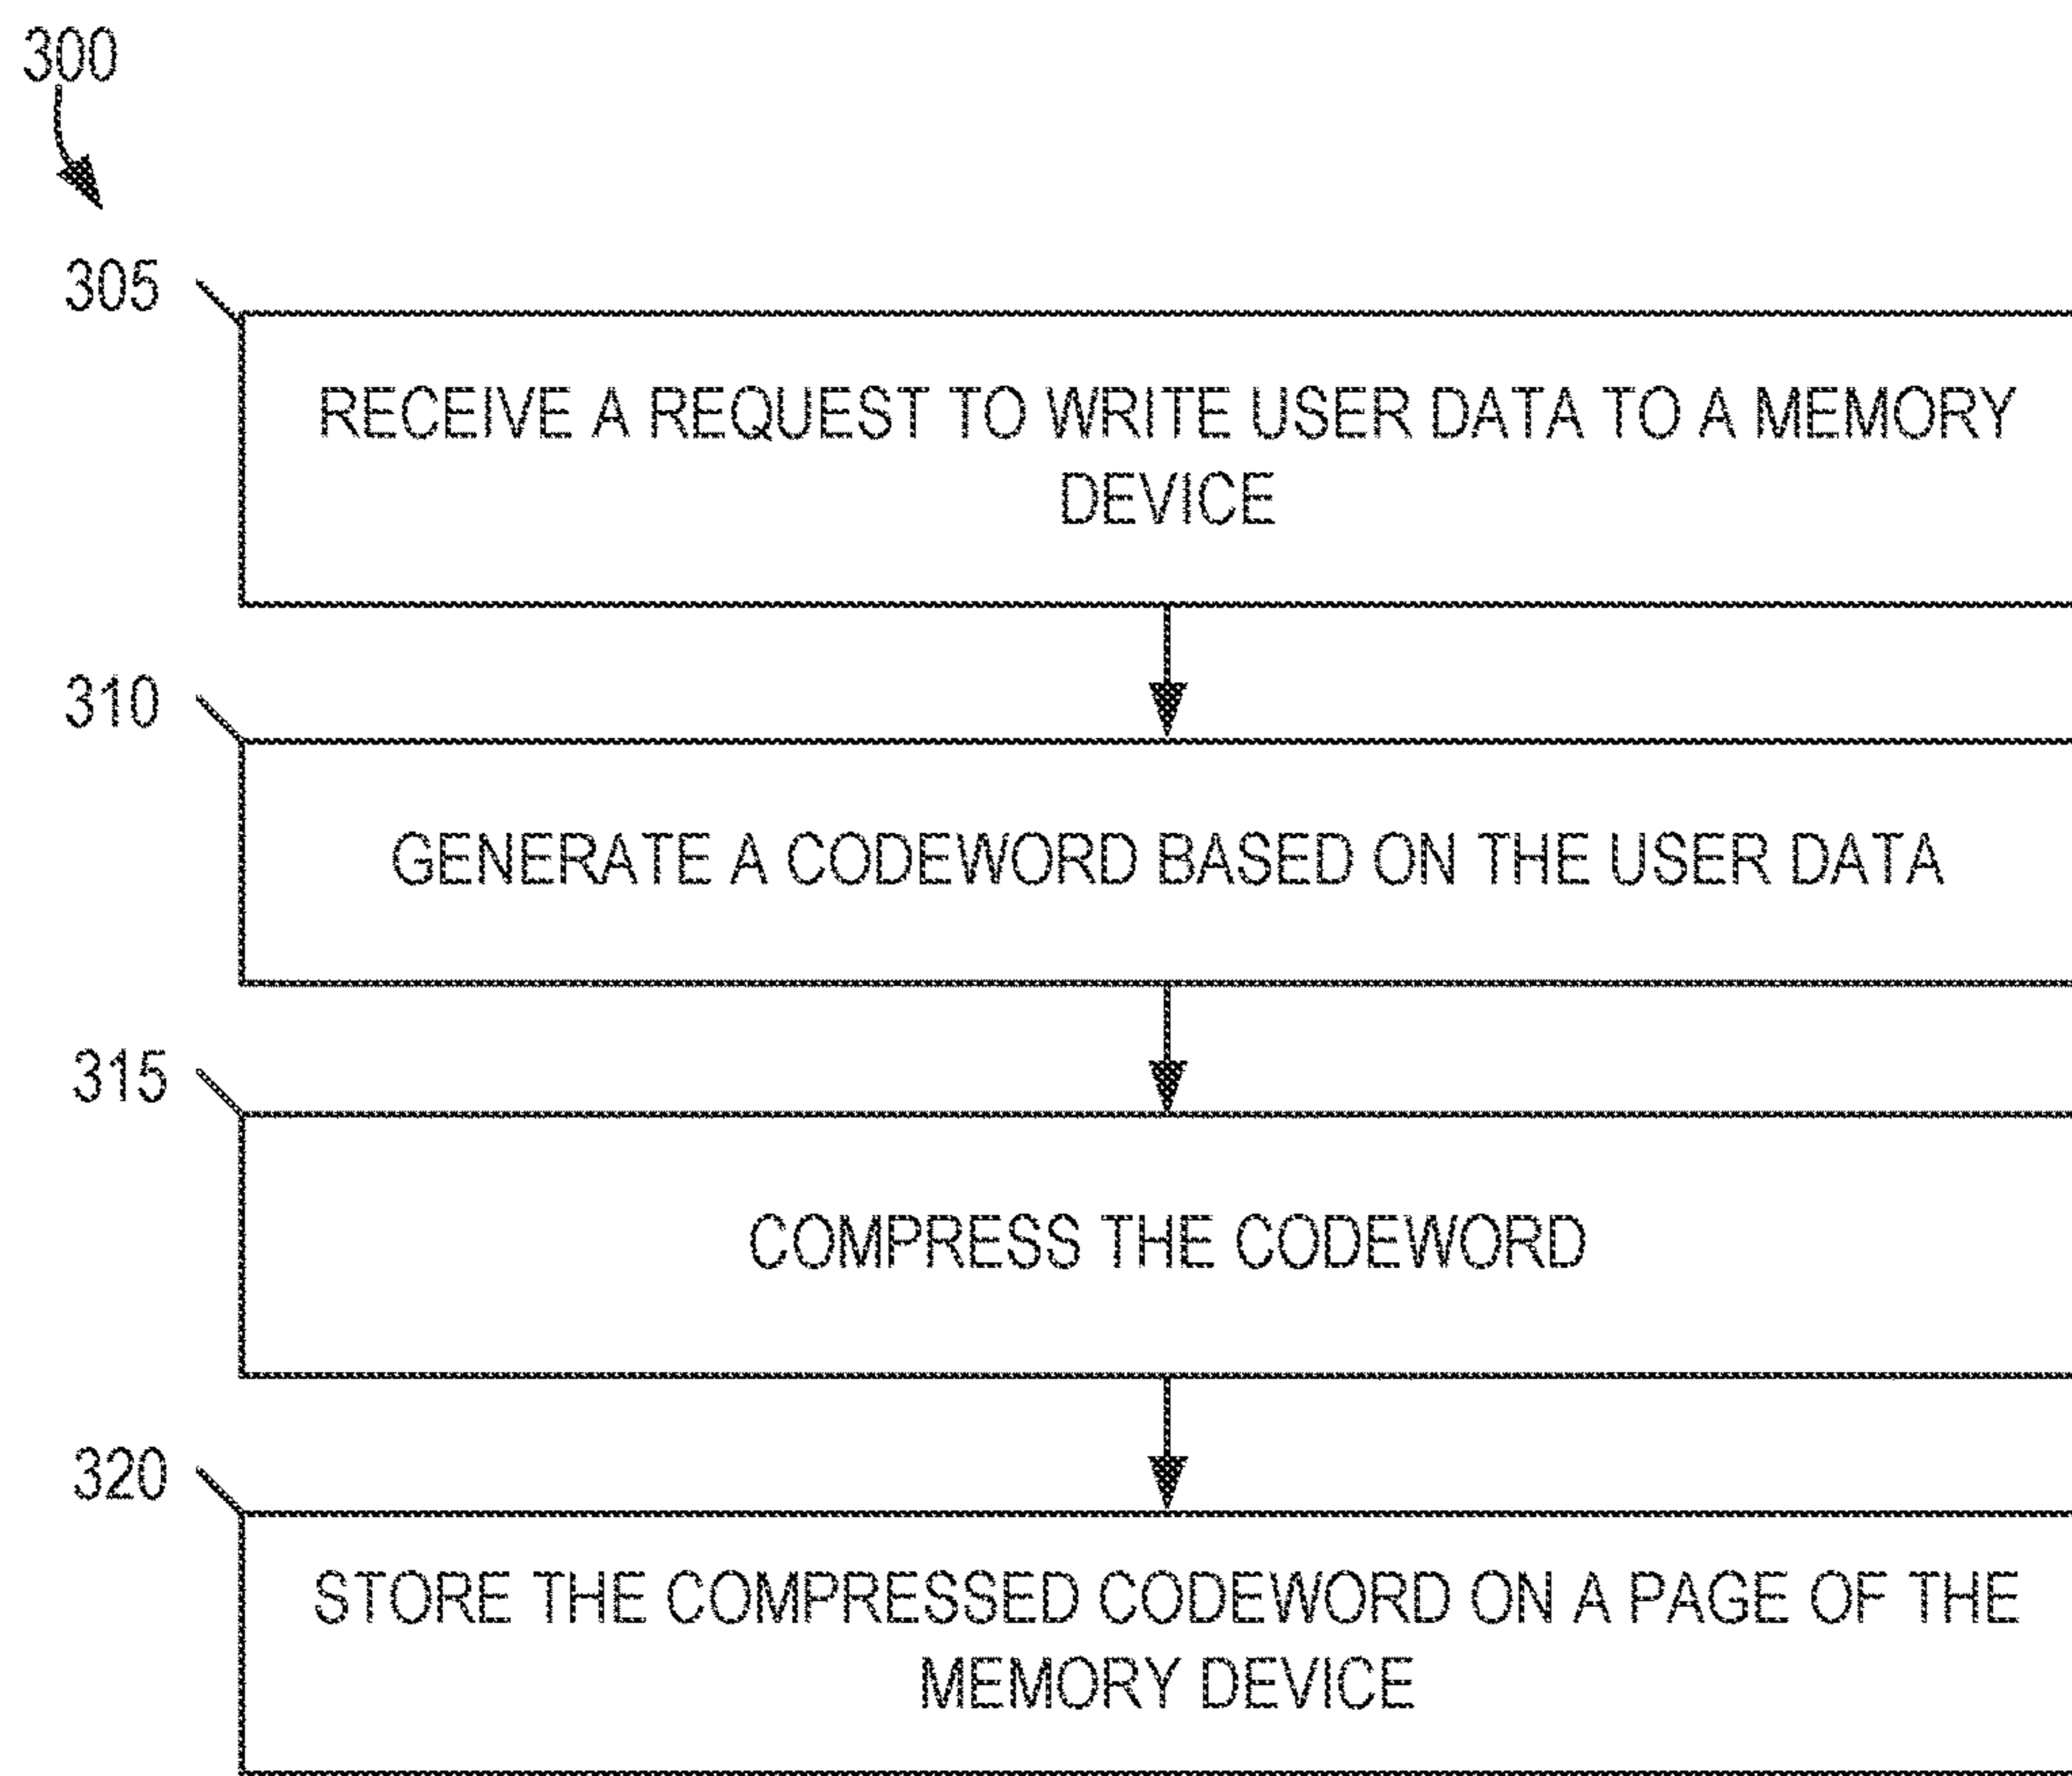 300
305
RECEIVE A REQUEST TO WRITE USER DATA TO A MEMORY
DEVICE
310
GENERATE A CODEWORD BASED ON THE USER DATA
315
COMPRESS THE CODEWORD
320
STORE THE COMPRESSED CODEWORD ON A PAGE OF THE
MEMORY DEVICE